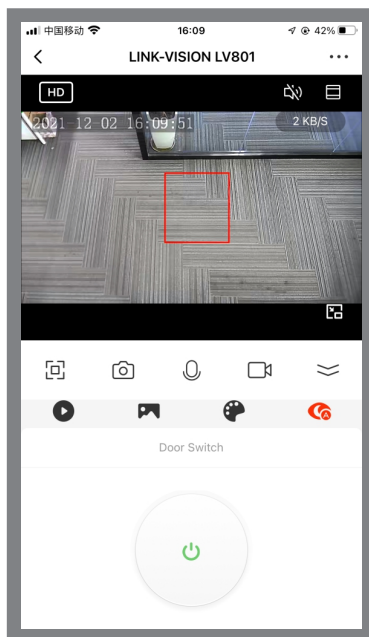 中国移动 16:09 42%
LINK-VISION LV801
HD
2021-12-02 16:09:51 2 KB/S
Door Switch